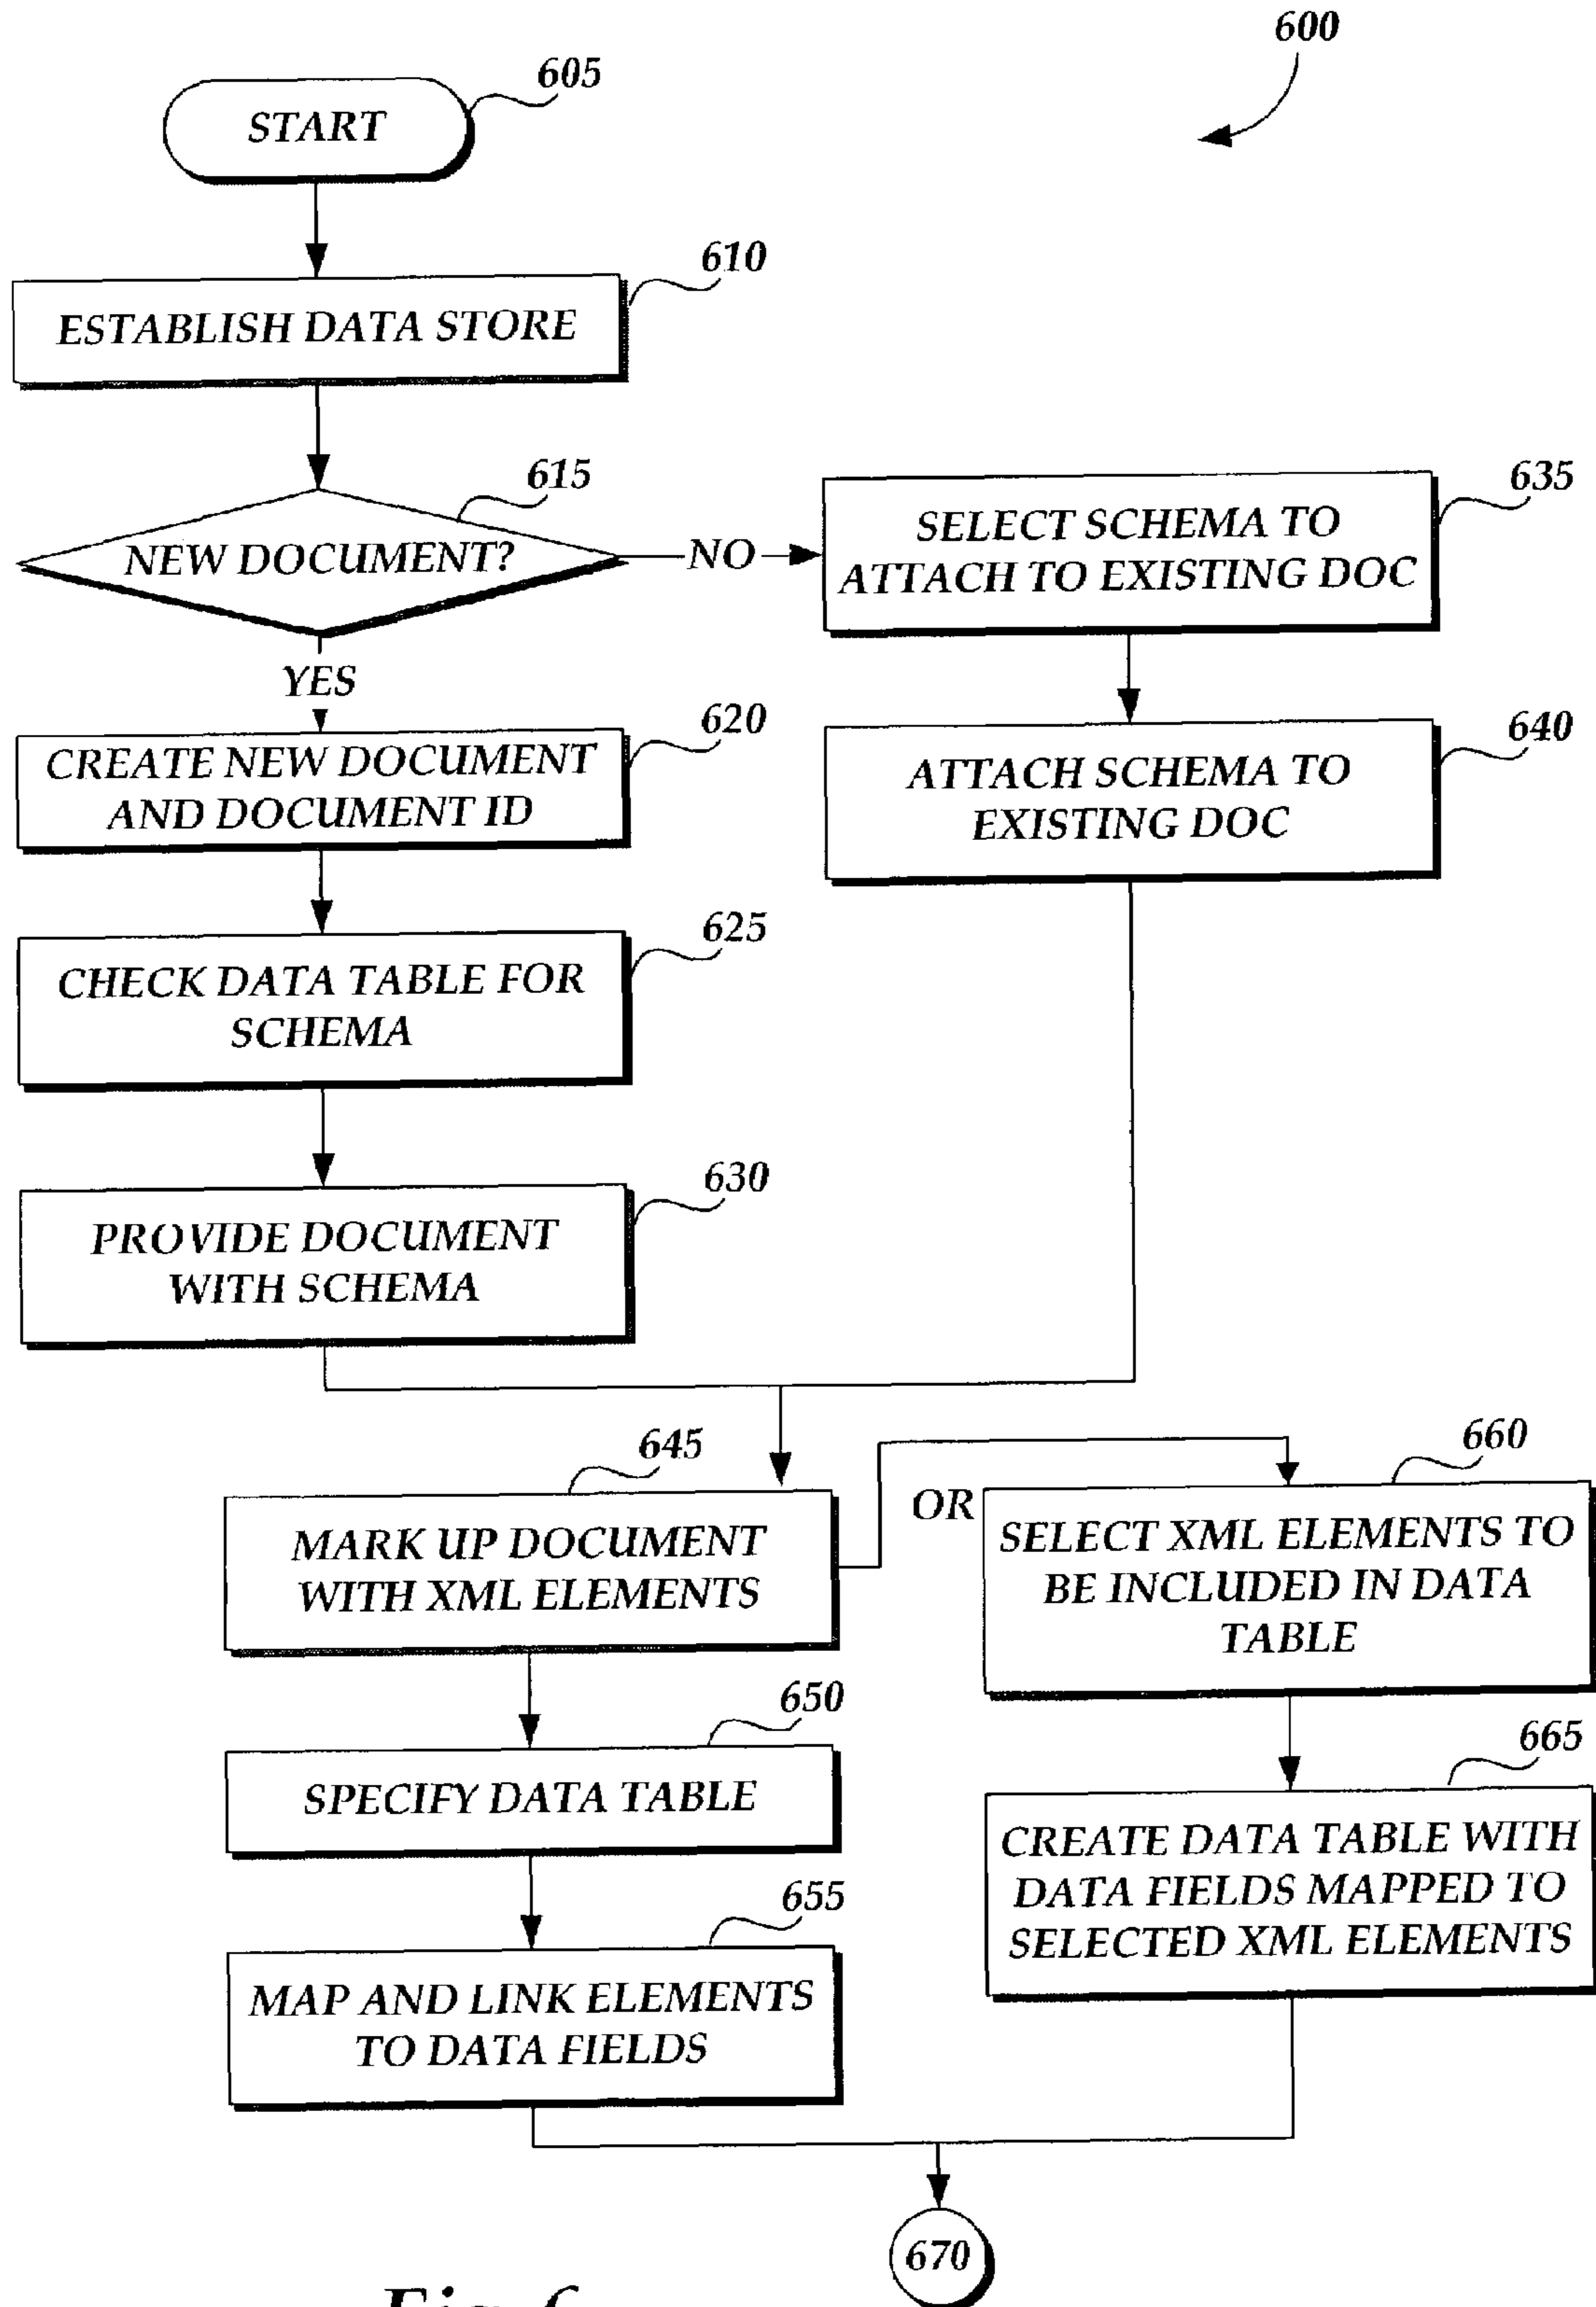 600
605
START
610
ESTABLISH DATA STORE
615
NEW DOCUMENT?
NO
635
SELECT SCHEMA TO
ATTACH TO EXISTING DOC
YES
620
CREATE NEW DOCUMENT
AND DOCUMENT ID
640
ATTACH SCHEMA TO
EXISTING DOC
625
CHECK DATA TABLE FOR
SCHEMA
630
PROVIDE DOCUMENT
WITH SCHEMA
645
MARK UP DOCUMENT
WITH XML ELEMENTS
OR
660
SELECT XML ELEMENTS TO
BE INCLUDED IN DATA
TABLE
650
SPECIFY DATA TABLE
665
CREATE DATA TABLE WITH
DATA FIELDS MAPPED TO
SELECTED XML ELEMENTS
655
MAP AND LINK ELEMENTS
TO DATA FIELDS
670